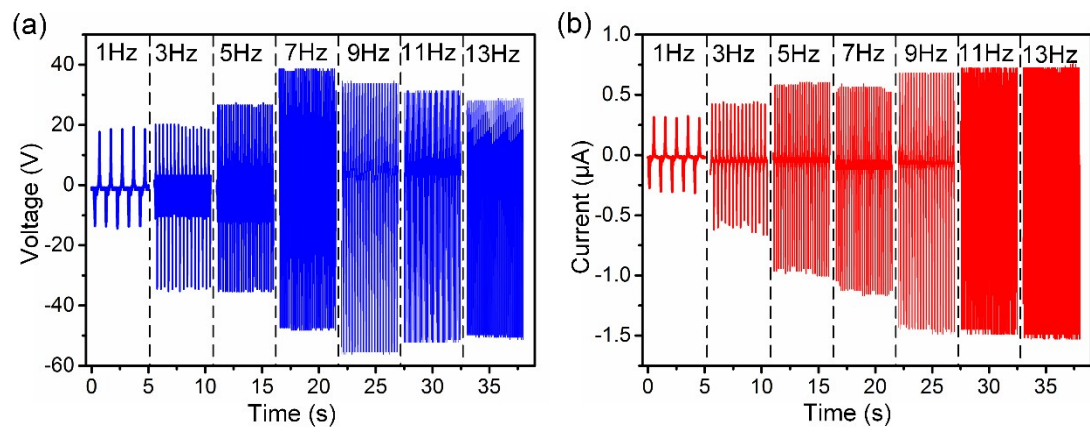 (a)
1Hz 3Hz 5Hz 7Hz 9Hz 11Hz 13Hz
Voltage (V)
40
20
0
-20
-40
-60
0 5 10 15 20 25 30 35
Time (s)
(b)
1Hz 3Hz 5Hz 7Hz 9Hz 11Hz 13Hz
Current (μA)
1.0
0.5
0.0
-0.5
-1.0
-1.5
0 5 10 15 20 25 30 35
Time (s)